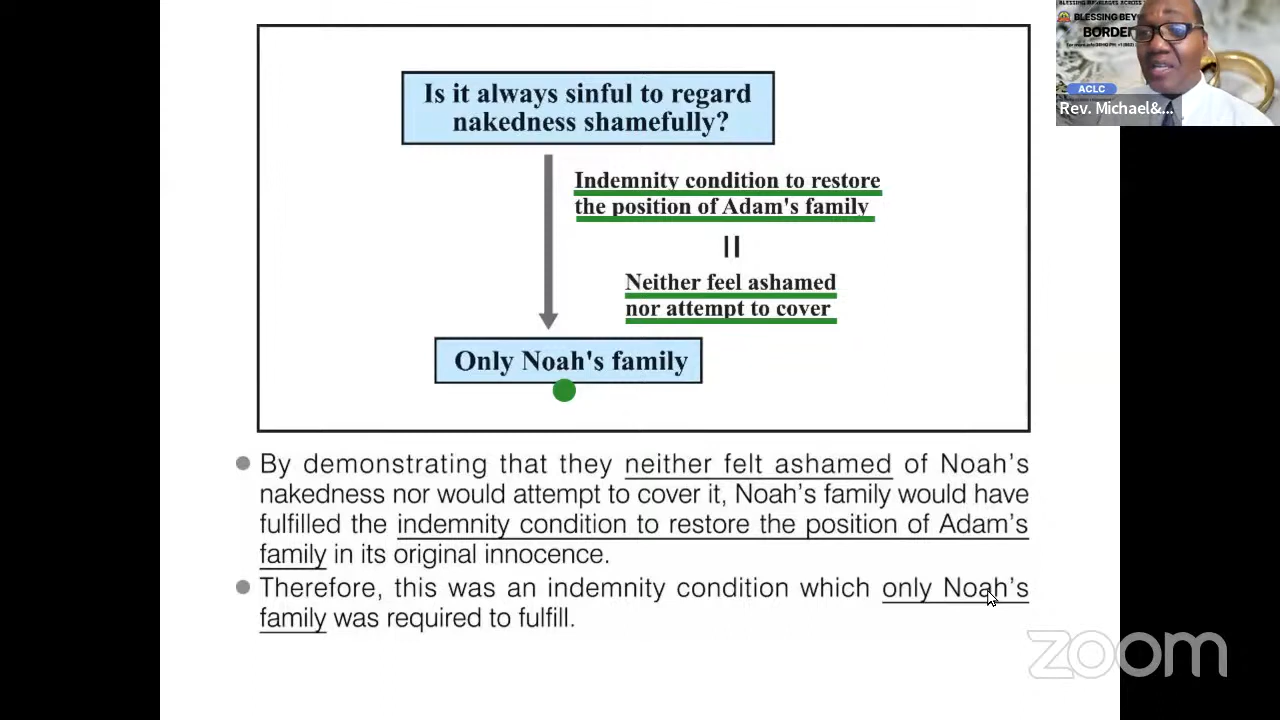 Is it always sinful to regard
nakedness shamefully?
Indemnity condition to restore
the position of Adam's family
Neither feel ashamed
nor attempt to cover
Only Noah's family
By demonstrating that they neither felt ashamed of Noah's
nakedness nor would attempt to cover it, Noah's family would have
fulfilled the indemnity condition to restore the position of Adam's
family in its original innocence.
Therefore, this was an indemnity condition which only Noah's
family was required to fulfill.
BLESSING BEY
BORDER
ACLC
Rev. Michael&...
zoom